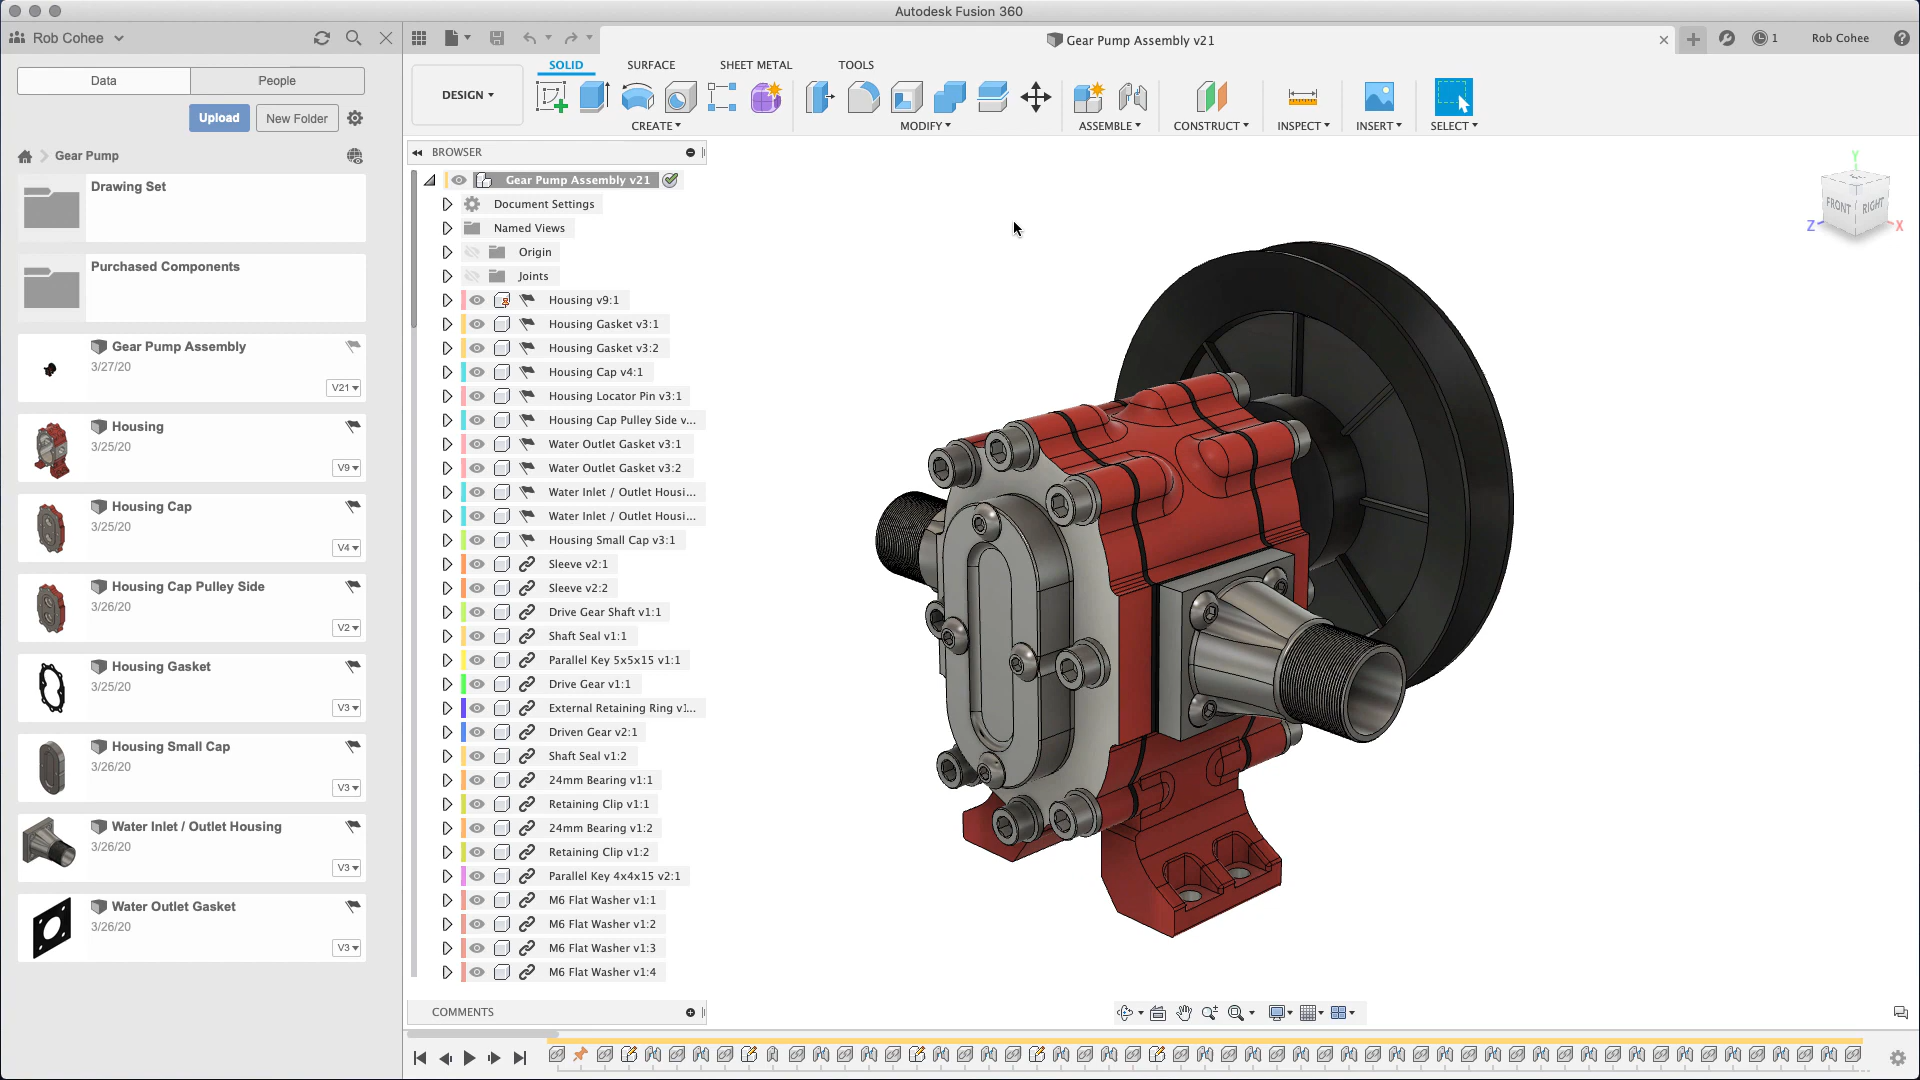 Autodesk Fusion 360
Rob Cohee
Gear Pump Assembly v21
1
Rob Cohee
Data
People
SOLID
SURFACE
SHEET METAL
TOOLS
DESIGN
Upload
New Folder
CREATE
MODIFY
ASSEMBLE
CONSTRUCT
INSPECT
INSERT
SELECT
Gear Pump
Drawing Set
Purchased Components
Gear Pump Assembly
3/27/20
V21
Housing
3/25/20
V9
Housing Cap
3/25/20
V4
Housing Cap Pulley Side
3/26/20
V2
Housing Gasket
3/25/20
V3
Housing Small Cap
3/26/20
V3
Water Inlet / Outlet Housing
3/26/20
V3
Water Outlet Gasket
3/26/20
V3
BROWSER
Gear Pump Assembly v21
Document Settings
Named Views
Origin
Joints
Housing v9:1
Housing Gasket v3:1
Housing Gasket v3:2
Housing Cap v4:1
Housing Locator Pin v3:1
Housing Cap Pulley Side v...
Water Outlet Gasket v3:1
Water Outlet Gasket v3:2
Water Inlet / Outlet Housi...
Water Inlet / Outlet Housi...
Housing Small Cap v3:1
Sleeve v2:1
Sleeve v2:2
Drive Gear Shaft v1:1
Shaft Seal v1:1
Parallel Key 5x5x15 v1:1
Drive Gear v1:1
External Retaining Ring v1...
Driven Gear v2:1
Shaft Seal v1:2
24mm Bearing v1:1
Retaining Clip v1:1
24mm Bearing v1:2
Retaining Clip v1:2
Parallel Key 4x4x15 v2:1
M6 Flat Washer v1:1
M6 Flat Washer v1:2
M6 Flat Washer v1:3
M6 Flat Washer v1:4
COMMENTS
Y
FRONT
RIGHT
Z
X